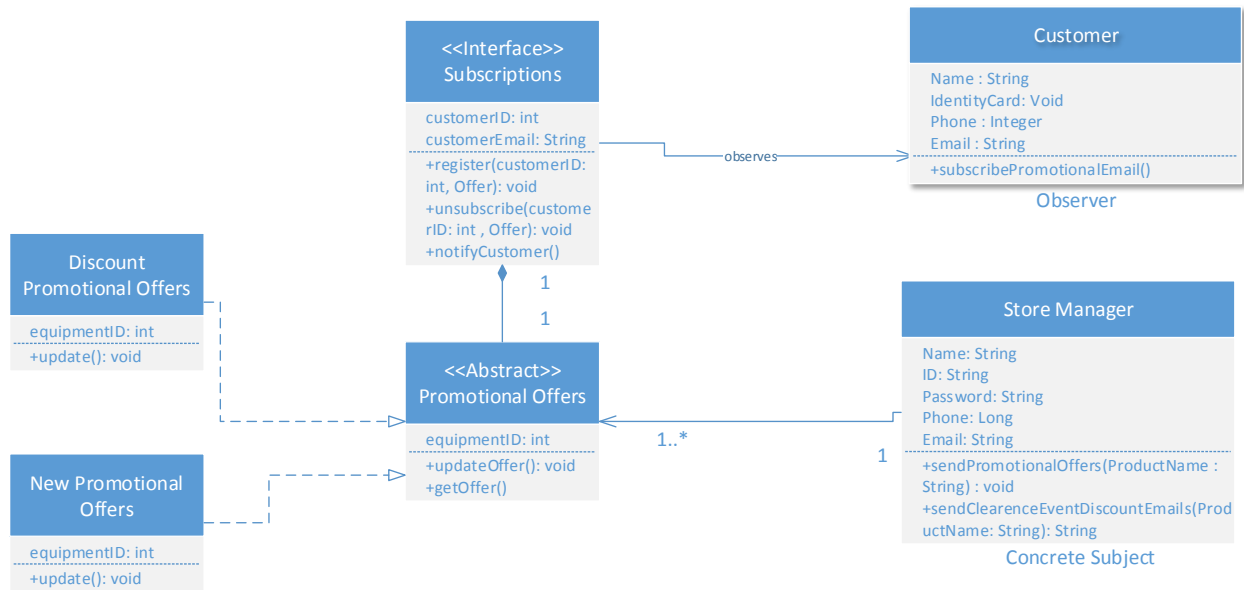 <<Interface>>
Subscriptions
customerID: int
customerEmail: String
+register(customerID:
int, Offer): void
+unsubscribe(custome
rID: int , Offer): void
+notifyCustomer()
observes
Customer
Name : String
IdentityCard: Void
Phone : Integer
Email : String
+subscribePromotionalEmail()
Observer
1
1
Discount
Promotional Offers
equipmentID: int
+update(): void
<<Abstract>>
Promotional Offers
equipmentID: int
+updateOffer(): void
+getOffer()
1..*
1
Store Manager
Name: String
ID: String
Password: String
Phone: Long
Email: String
+sendPromotionalOffers(ProductName :
String) : void
+sendClearenceEventDiscountEmails(Prod
uctName: String): String
Concrete Subject
New Promotional
Offers
equipmentID: int
+update(): void